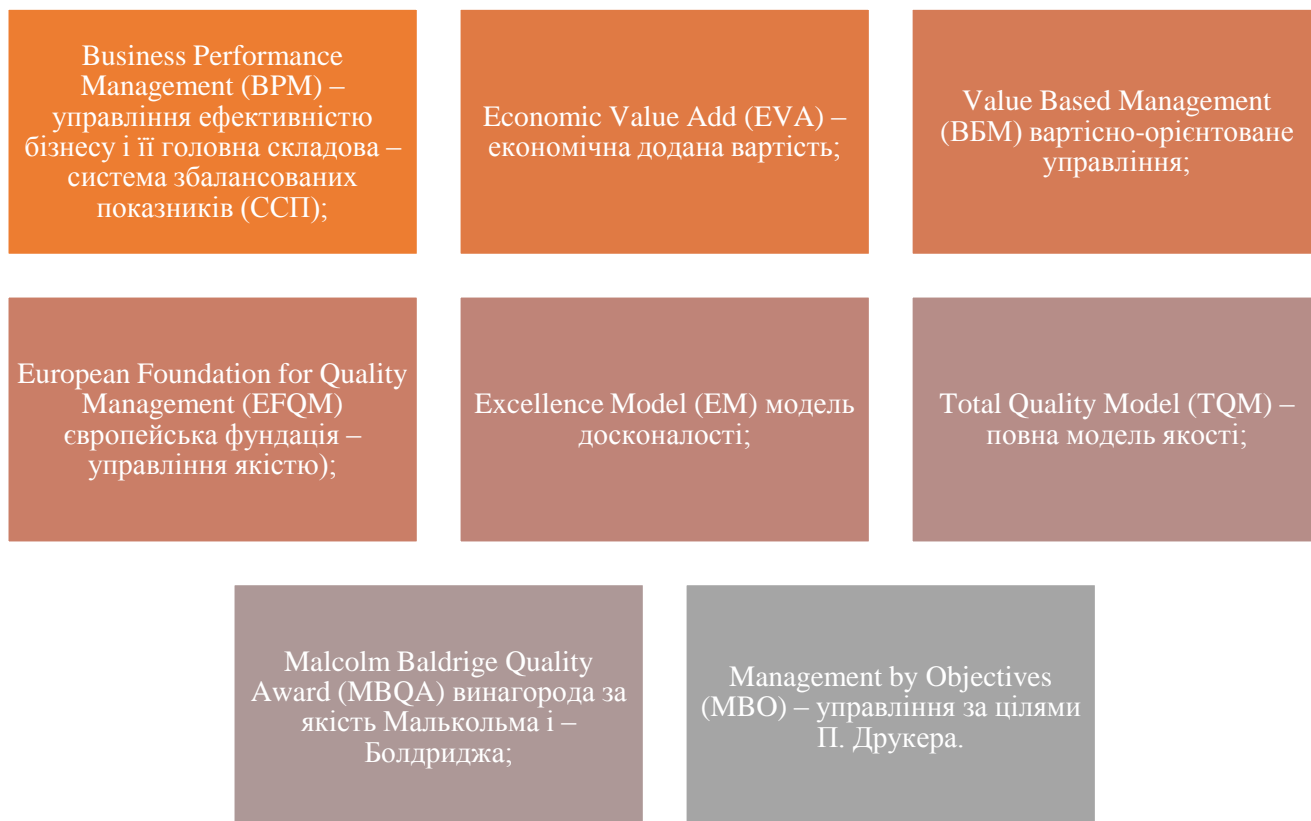 Business Performance
Management (BPM) –
управління ефективністю
бізнесу і її головна складова –
система збалансованих
показників (ССП);
Economic Value Add (EVA) –
економічна додана вартість;
Value Based Management
(ВБМ) вартісно-орієнтоване
управління;
European Foundation for Quality
Management (EFQM)
європейська фундація –
управління якістю);
Excellence Model (EM) модель
досконалості;
Total Quality Model (TQM) –
повна модель якості;
Malcolm Baldrige Quality
Award (MBQA) винагорода за
якість Малькольма і –
Болдриджа;
Management by Objectives
(MBO) – управління за цілями
П. Друкера.